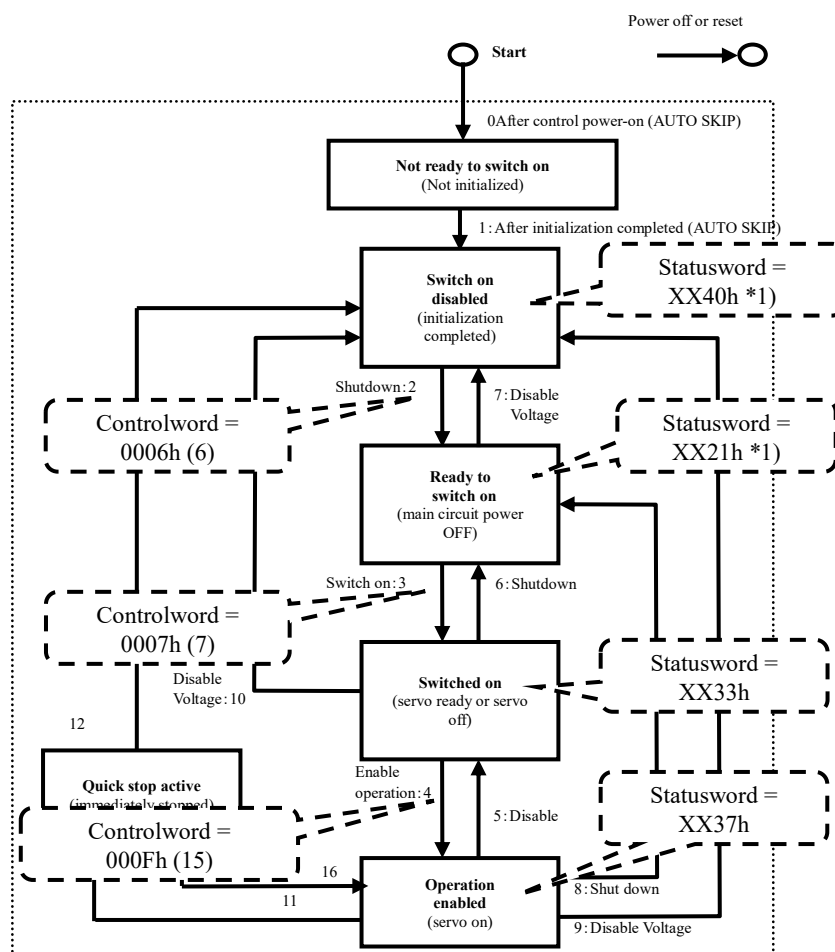 Power off or reset
Start
0After control power-on (AUTO SKIP)
Not ready to switch on
(Not initialized)
1：After initialization completed (AUTO SKIP)
Switch on
disabled
(initialization
completed)
Statusword =
XX40h *1)
Shutdown：2
7：Disable
Voltage
Controlword =
0006h (6)
Statusword =
XX21h *1)
Ready to
switch on
(main circuit power
OFF)
Switch on：3
6：Shutdown
Controlword =
0007h (7)
Disable
Voltage：10
Switched on
(servo ready or servo
off)
Statusword =
XX33h
12
Quick stop active
(immediately stopped)
Enable
operation：4
5：Disable
Statusword =
XX37h
Controlword =
000Fh (15)
16
11
Operation
enabled
(servo on)
8：Shut down
9：Disable Voltage